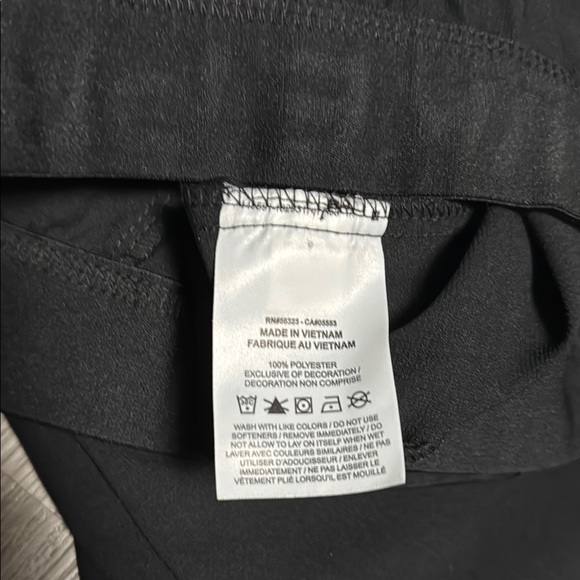 RN#56323 - CA#05553
MADE IN VIETNAM
FABRIQUE AU VIETNAM
100% POLYESTER
EXCLUSIVE OF DECORATION /
DECORATION NON COMPRISE
WASH WITH LIKE COLORS / DO NOT USE
SOFTENERS / REMOVE IMMEDIATELY / DO
NOT ALLOW TO LAY ON ITSELF WHEN WET
LAVER AVEC COULEURS SIMILAIRES / NE PAS
UTILISER D'ADOUCISSEUR / ENLEVER
IMMÉDIATEMENT / NE PAS LAISSER LE
VÊTEMENT PLIÉ LORSQU'IL EST MOUILLÉ